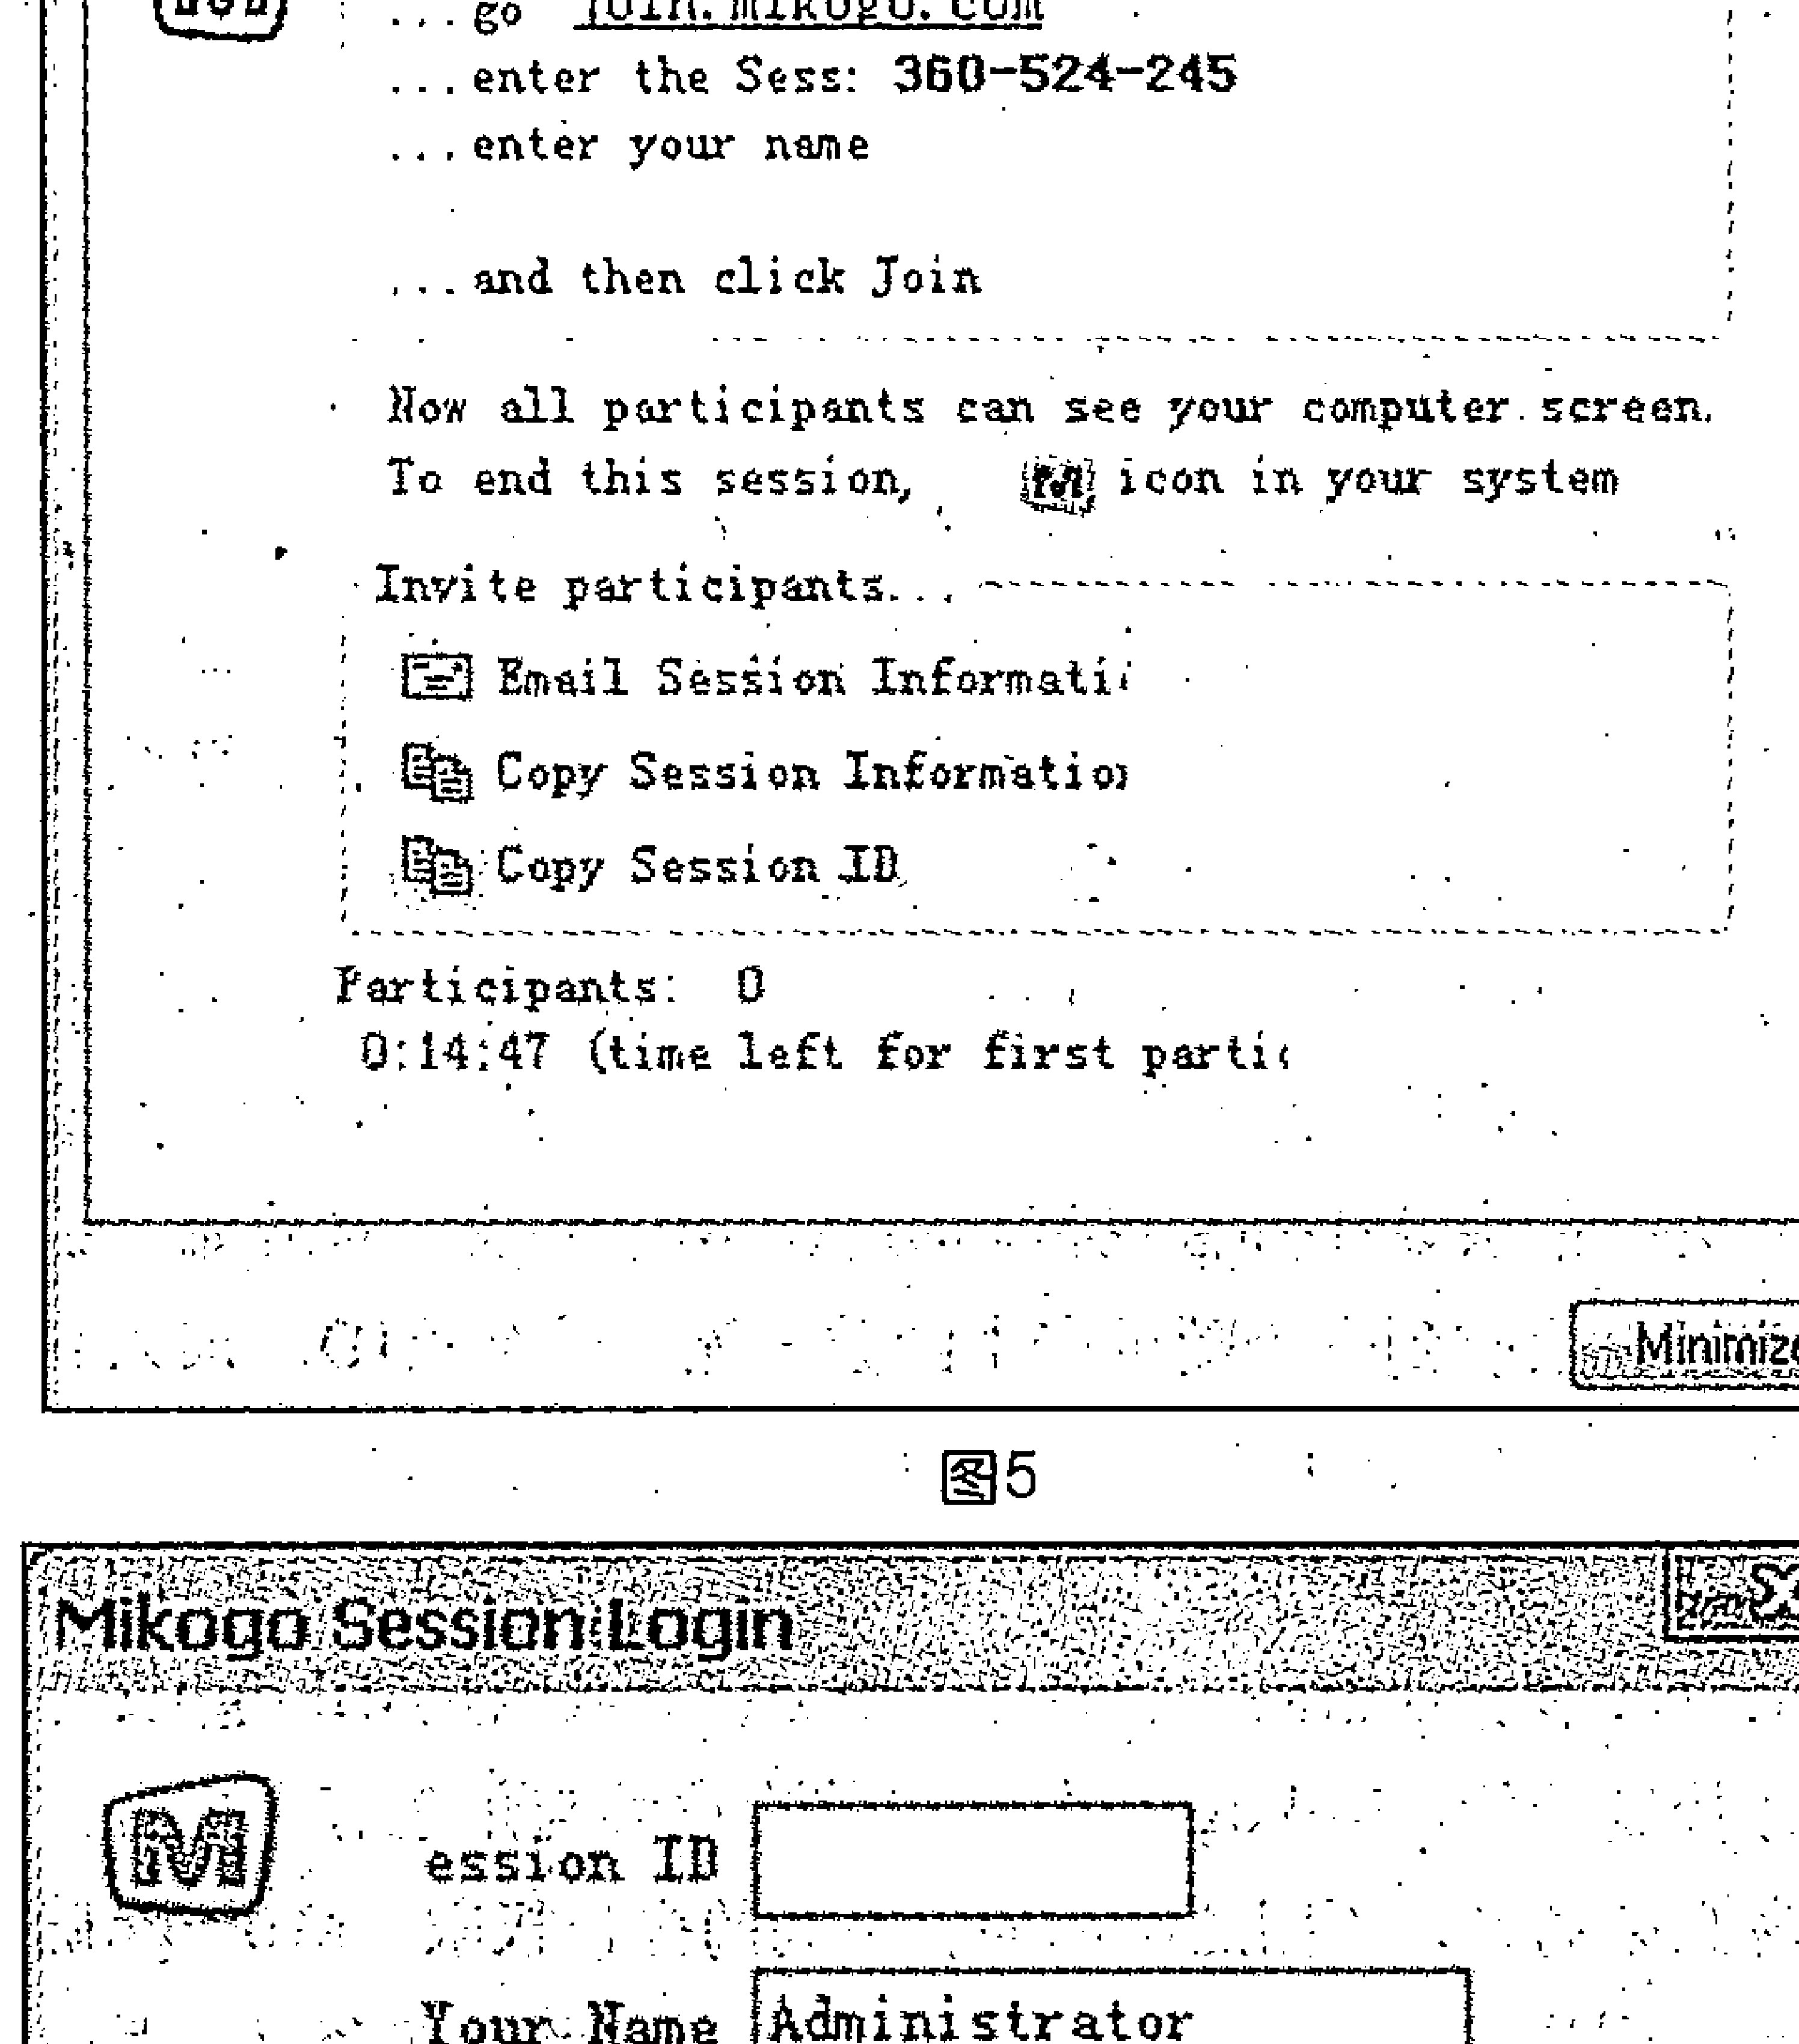 ...go join.mikogo.com
...enter the Sess: 360-524-245
...enter your name
...and then click Join
Now all participants can see your computer screen.
To end this session, M icon in your system
Invite participants...
Email Session Informati
Copy Session Information
Copy Session ID
Participants: 0
0:14:47 (time left for first partic
Minimize
图5
Mikogo Session Login
M
ession ID
Your Name Administrator